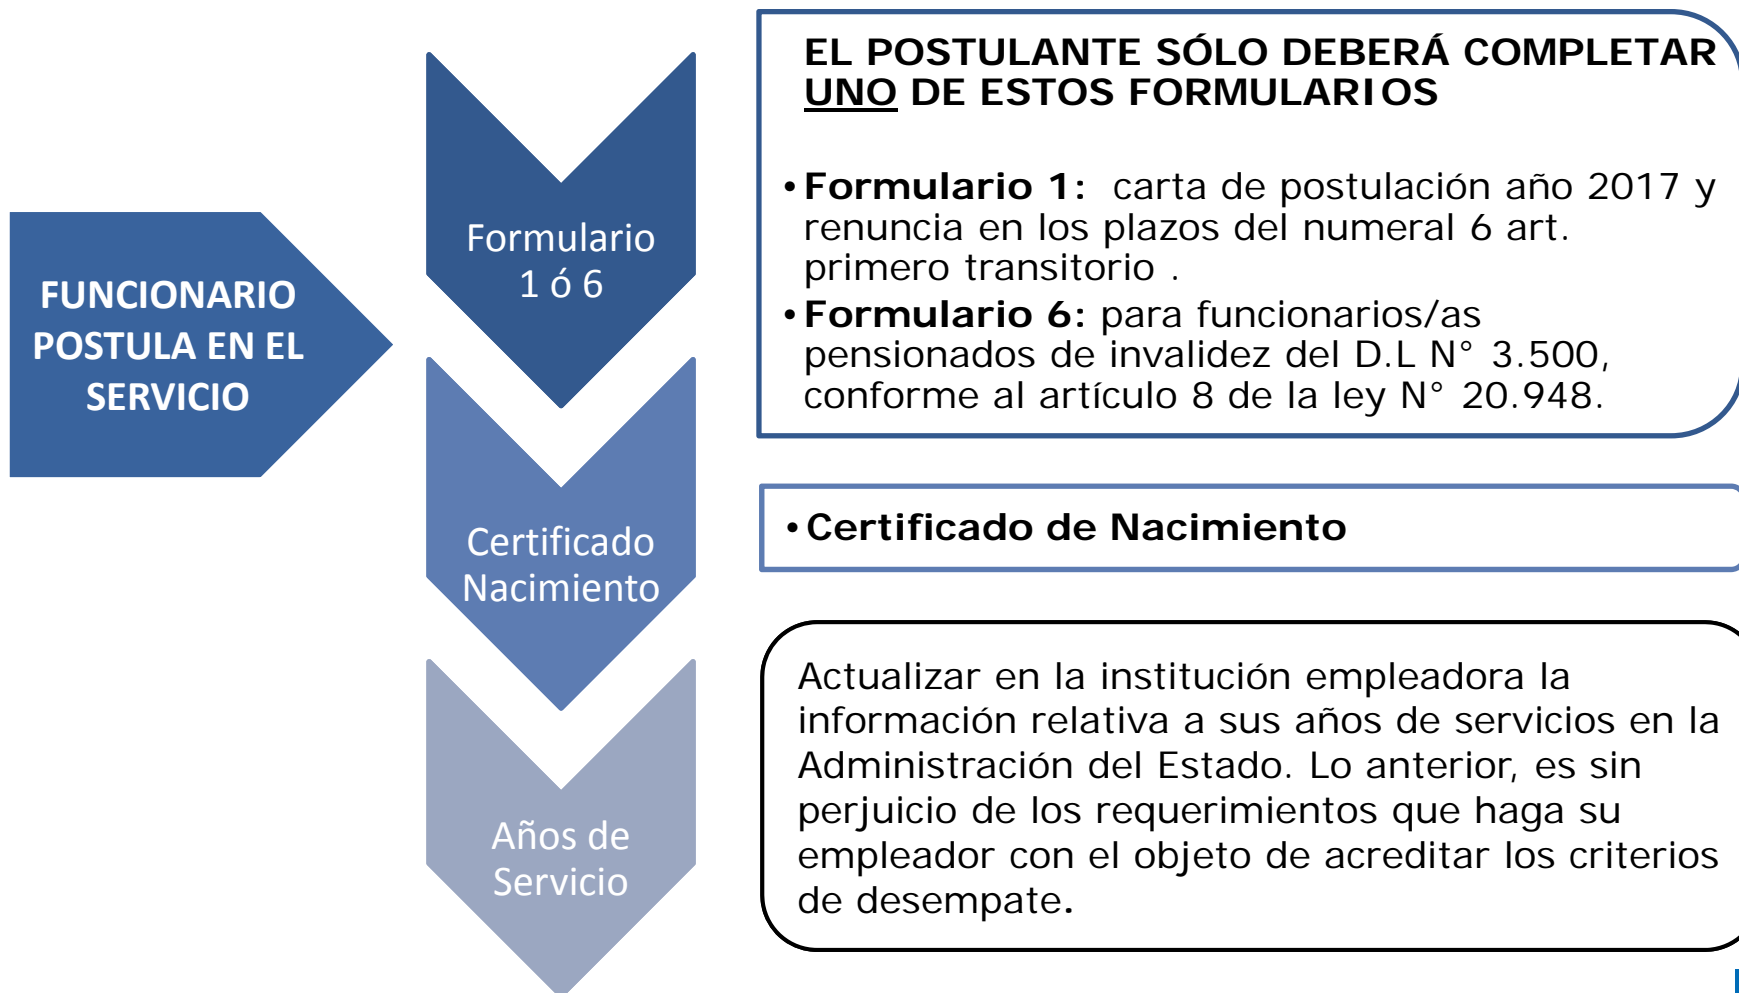 FUNCIONARIO
POSTULA EN EL
SERVICIO
Formulario
1 ó 6
EL POSTULANTE SÓLO DEBERÁ COMPLETAR
UNO DE ESTOS FORMULARIOS
• Formulario 1: carta de postulación año 2017 y
renuncia en los plazos del numeral 6 art.
primero transitorio .
• Formulario 6: para funcionarios/as
pensionados de invalidez del D.L N° 3.500,
conforme al artículo 8 de la ley N° 20.948.
Certificado
Nacimiento
• Certificado de Nacimiento
Años de
Servicio
Actualizar en la institución empleadora la
información relativa a sus años de servicios en la
Administración del Estado. Lo anterior, es sin
perjuicio de los requerimientos que haga su
empleador con el objeto de acreditar los criterios
de desempate.